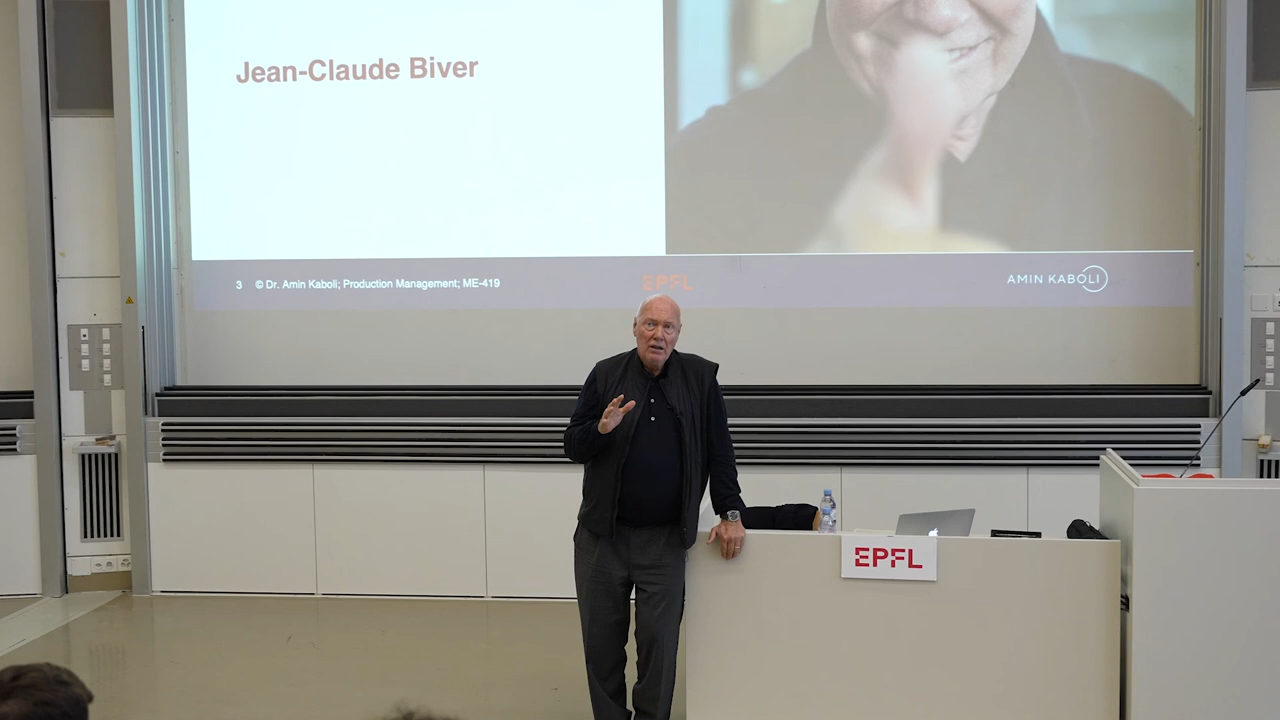 Jean-Claude Biver
3 © Dr. Amin Kaboli; Production Management; ME-419
EPFL
AMIN KABOLI
EPFL